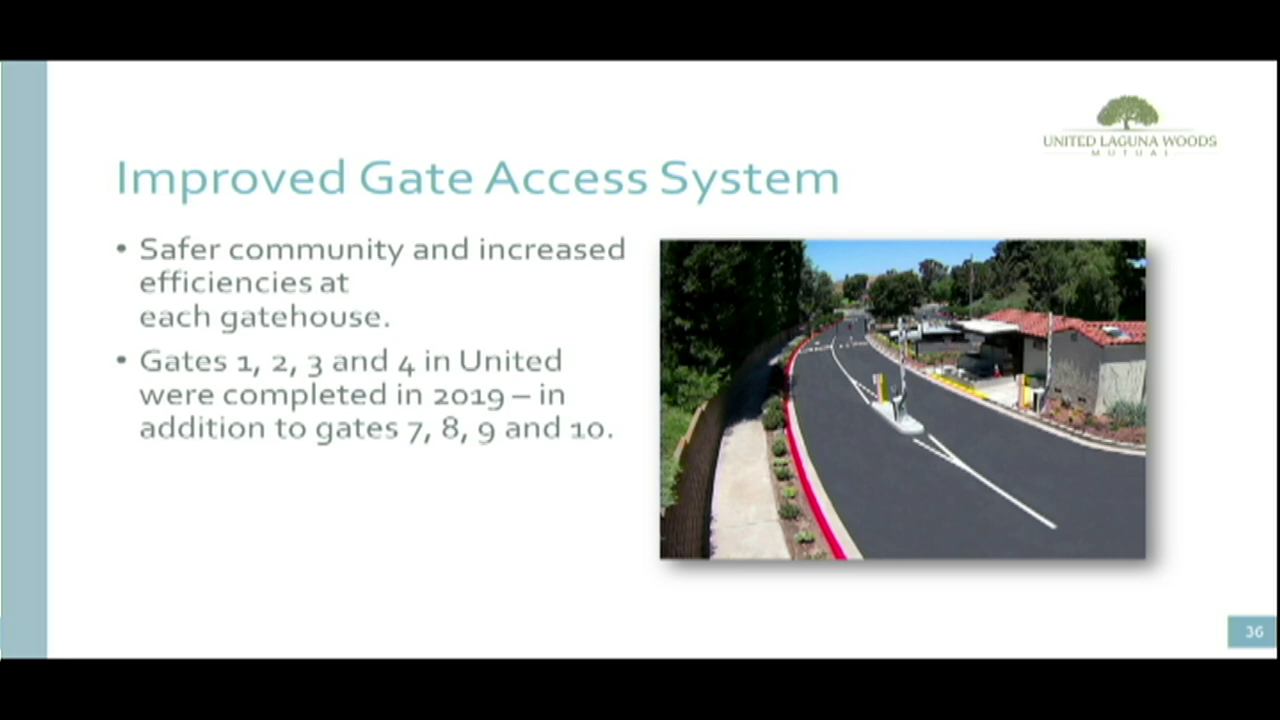 UNITED LAGUNA WOODS
MUTUAL
Improved Gate Access System
• Safer community and increased
efficiencies at
each gatehouse.
• Gates 1, 2, 3 and 4 in United
were completed in 2019 – in
addition to gates 7, 8, 9 and 10.
36